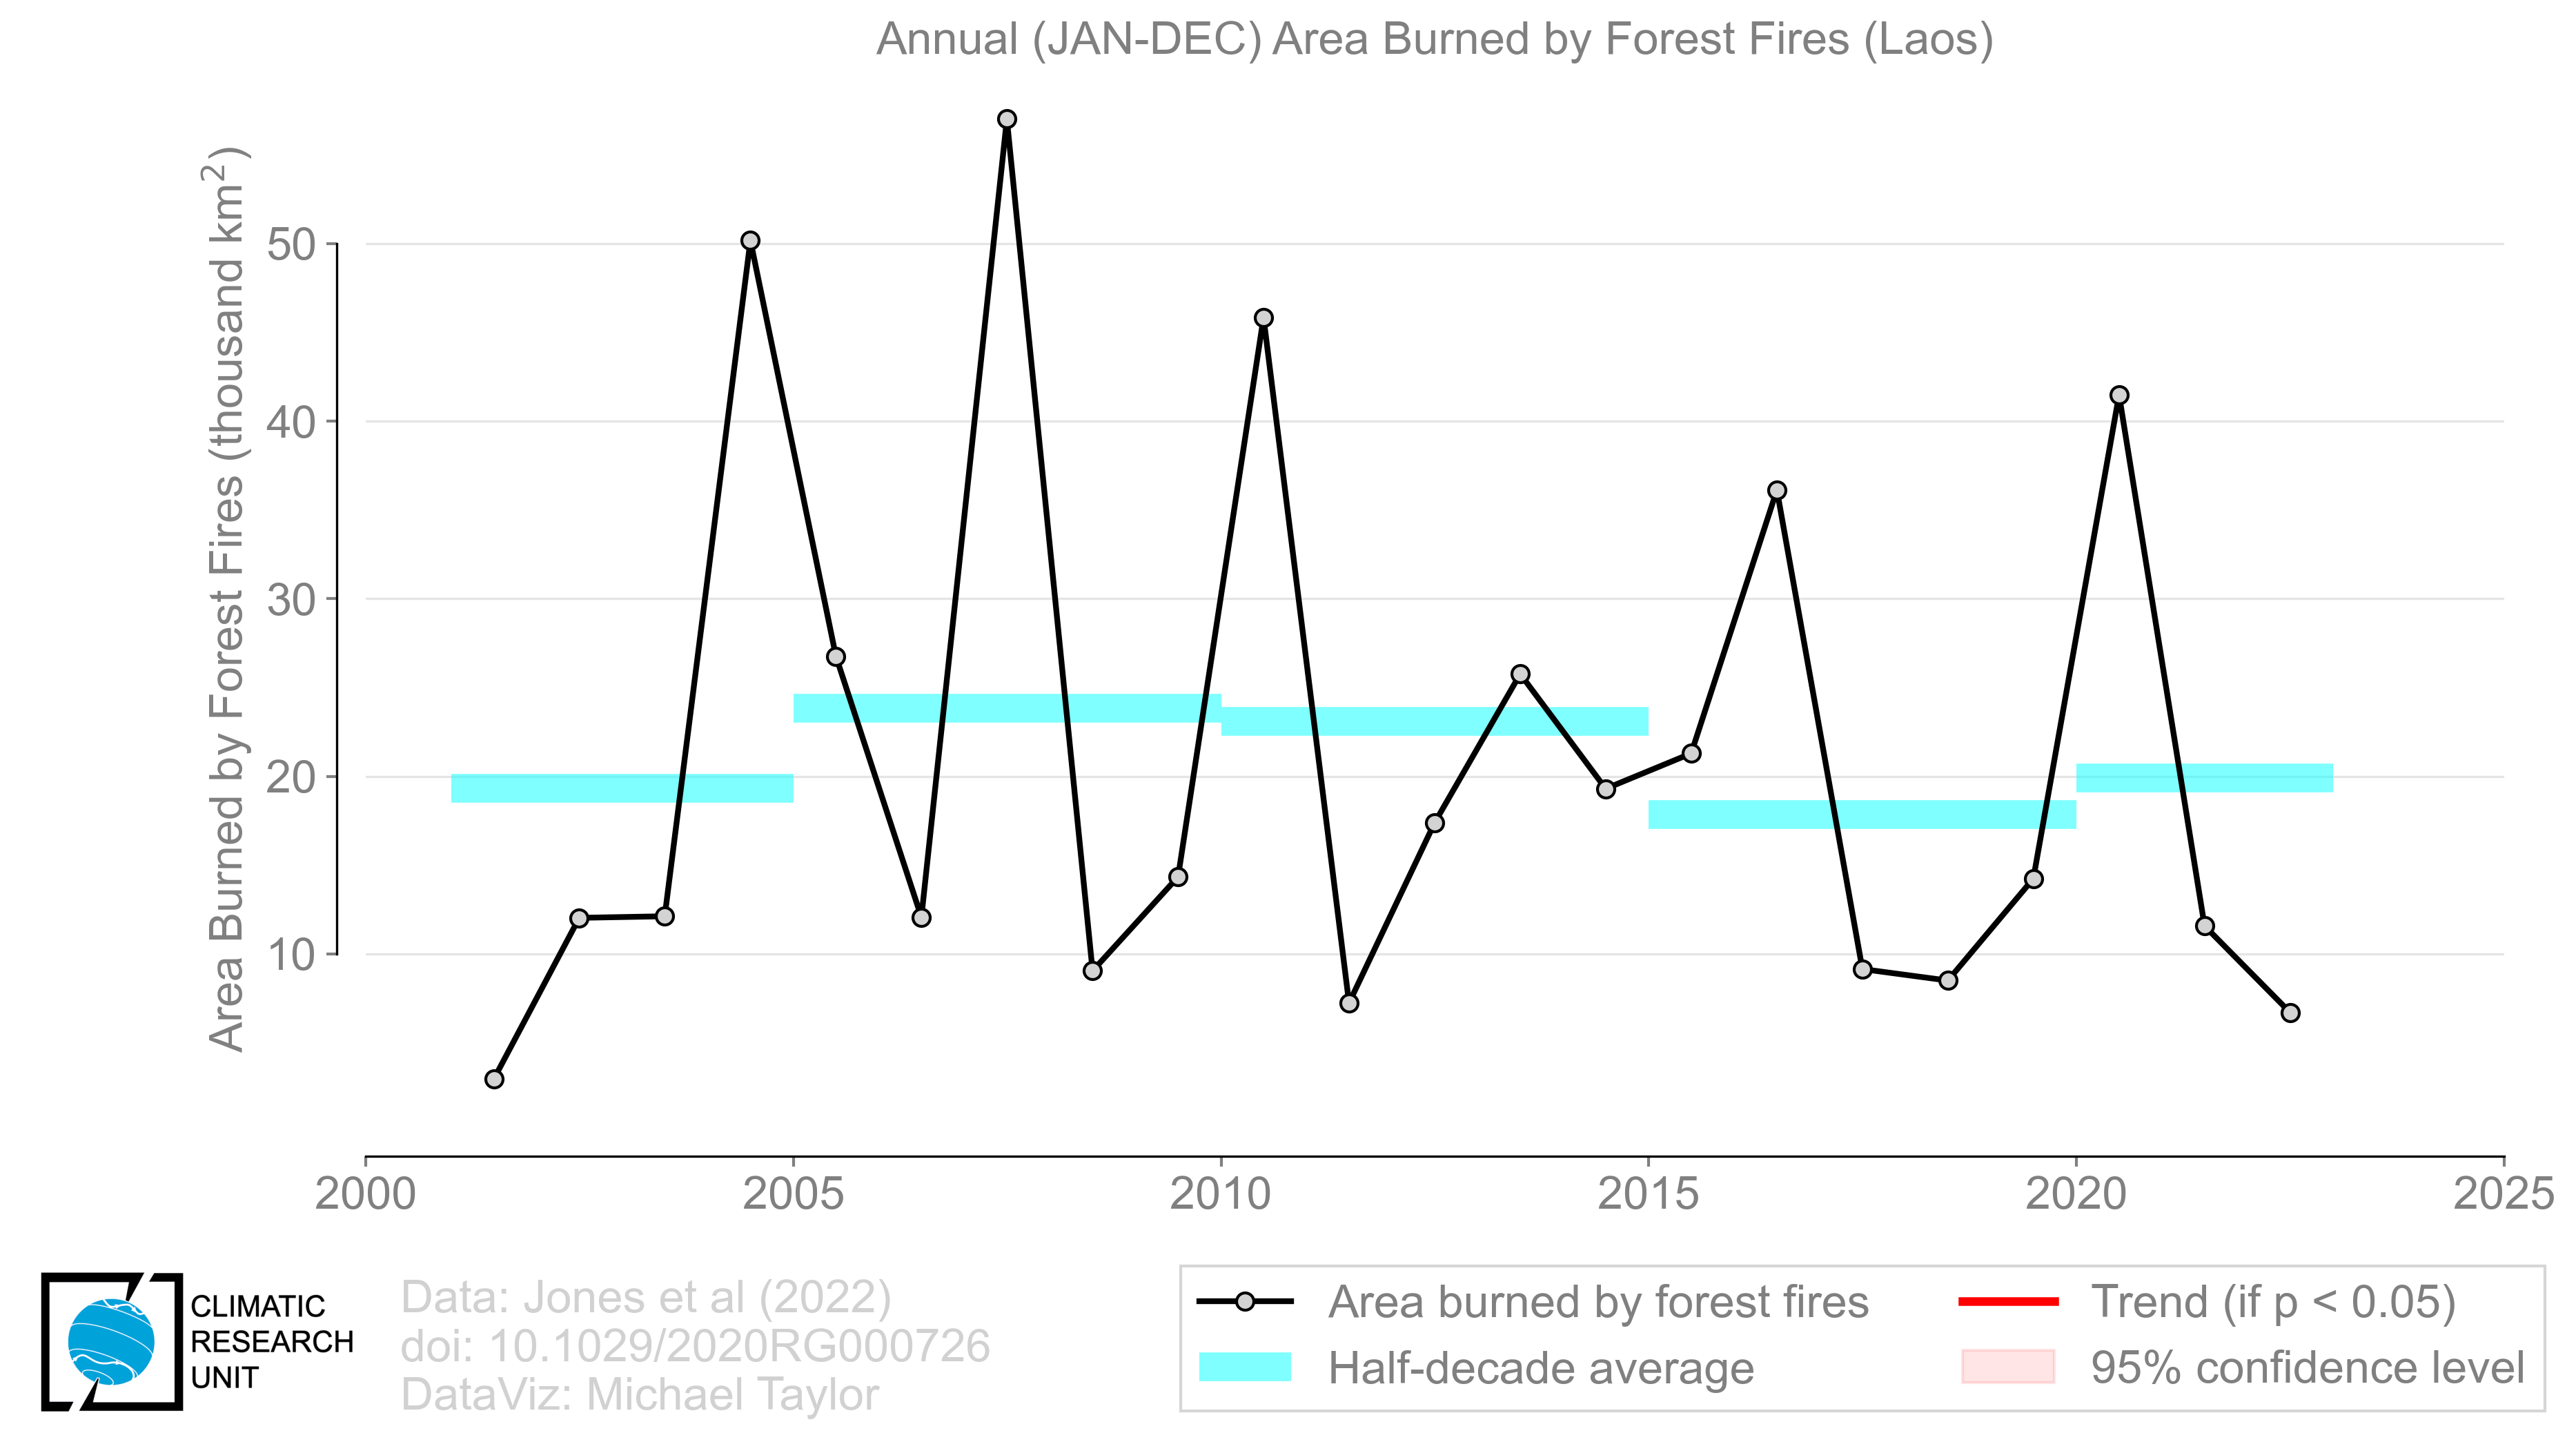 Annual (JAN-DEC) Area Burned by Forest Fires (Laos)
Area Burned by Forest Fires (thousand km²)
50
40
30
20
10
2000
2005
2010
2015
2020
2025
CLIMATIC
RESEARCH
UNIT
Data: Jones et al (2022)
doi: 10.1029/2020RG000726
DataViz: Michael Taylor
Area burned by forest fires
Half-decade average
Trend (if p < 0.05)
95% confidence level